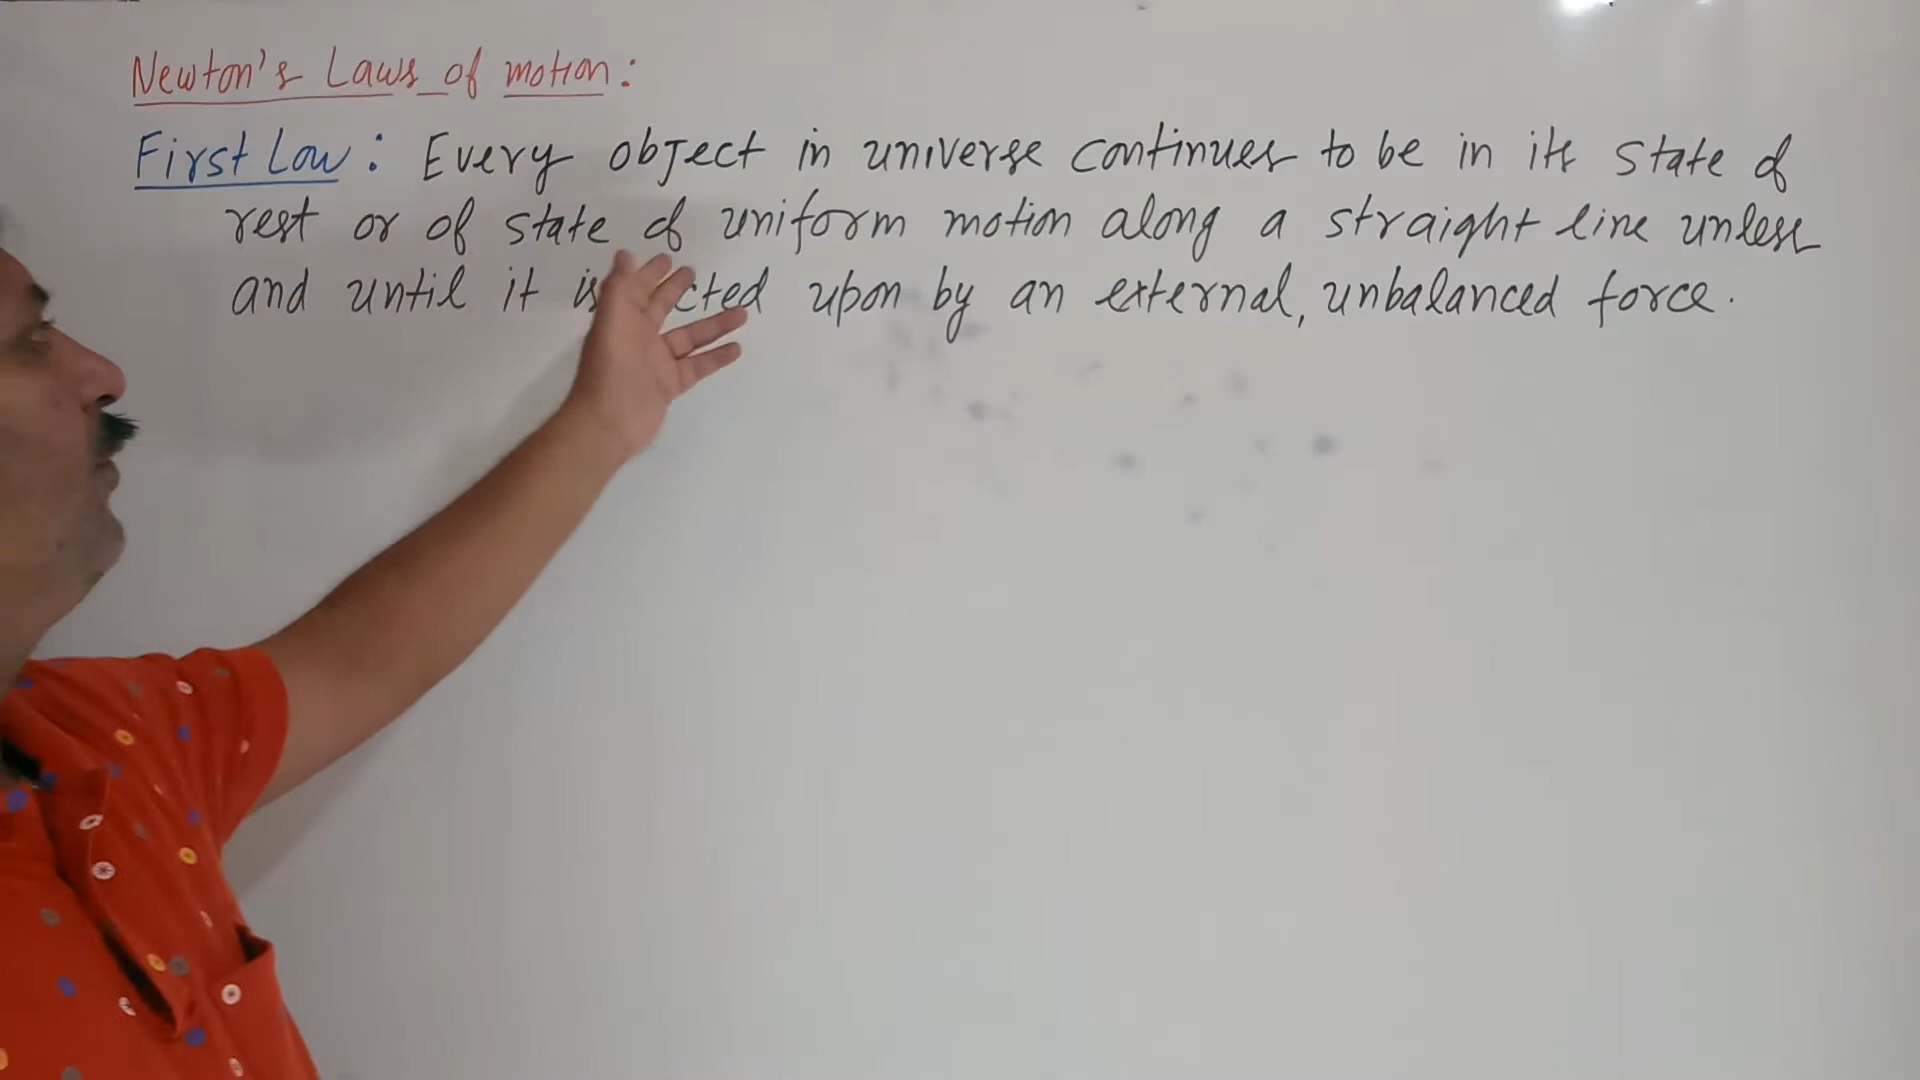 Newton's Laws of motion:
First Law: Every object in universe continues to be in its state of
rest or of state of uniform motion along a straight line unless
and until it is acted upon by an external, unbalanced force.